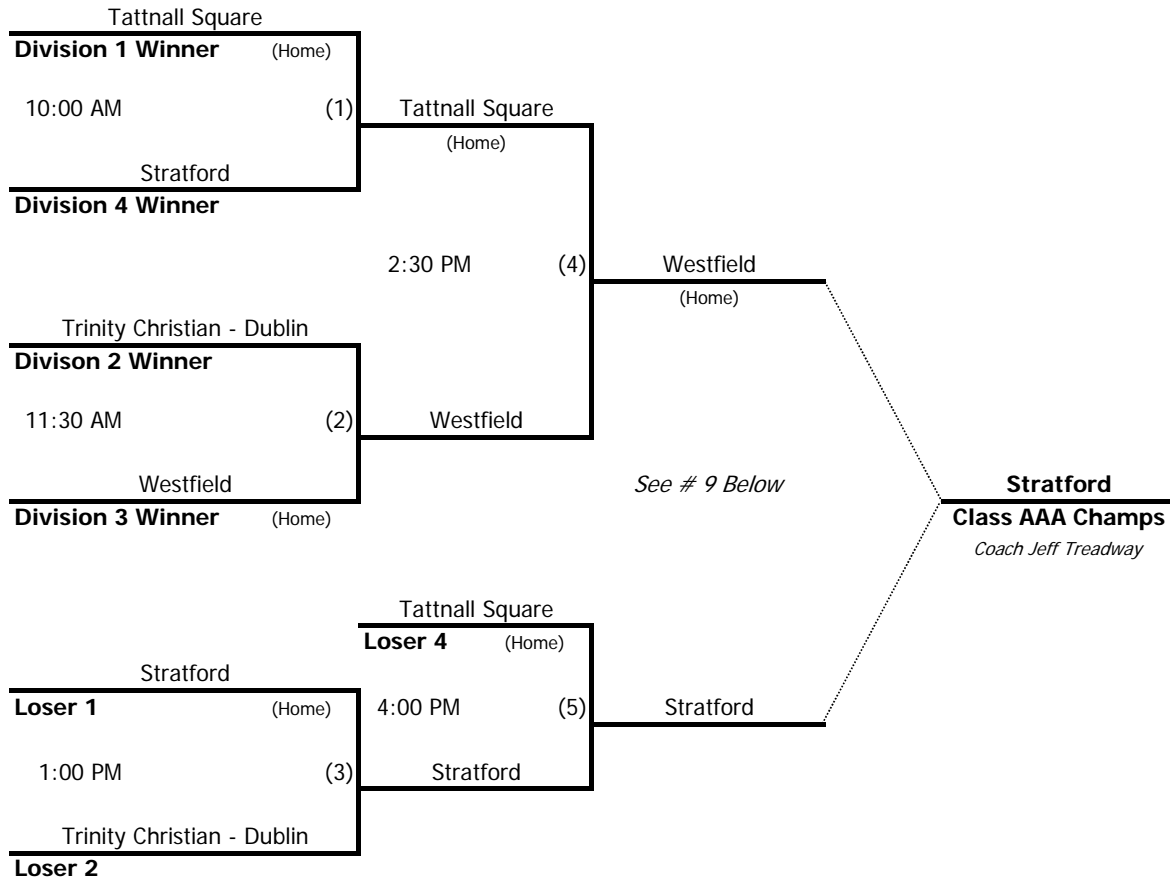 Tattnall Square
Division 1 Winner (Home)
10:00 AM (1)
Tattnall Square
(Home)
Stratford
Division 4 Winner
2:30 PM (4)
Westfield
(Home)
Trinity Christian - Dublin
Divison 2 Winner
11:30 AM (2)
Westfield
Westfield
Division 3 Winner (Home)
See # 9 Below
Stratford
Class AAA Champs
Coach Jeff Treadway
Tattnall Square
Loser 4 (Home)
Stratford
Loser 1 (Home)
4:00 PM (5)
Stratford
1:00 PM (3)
Stratford
Trinity Christian - Dublin
Loser 2